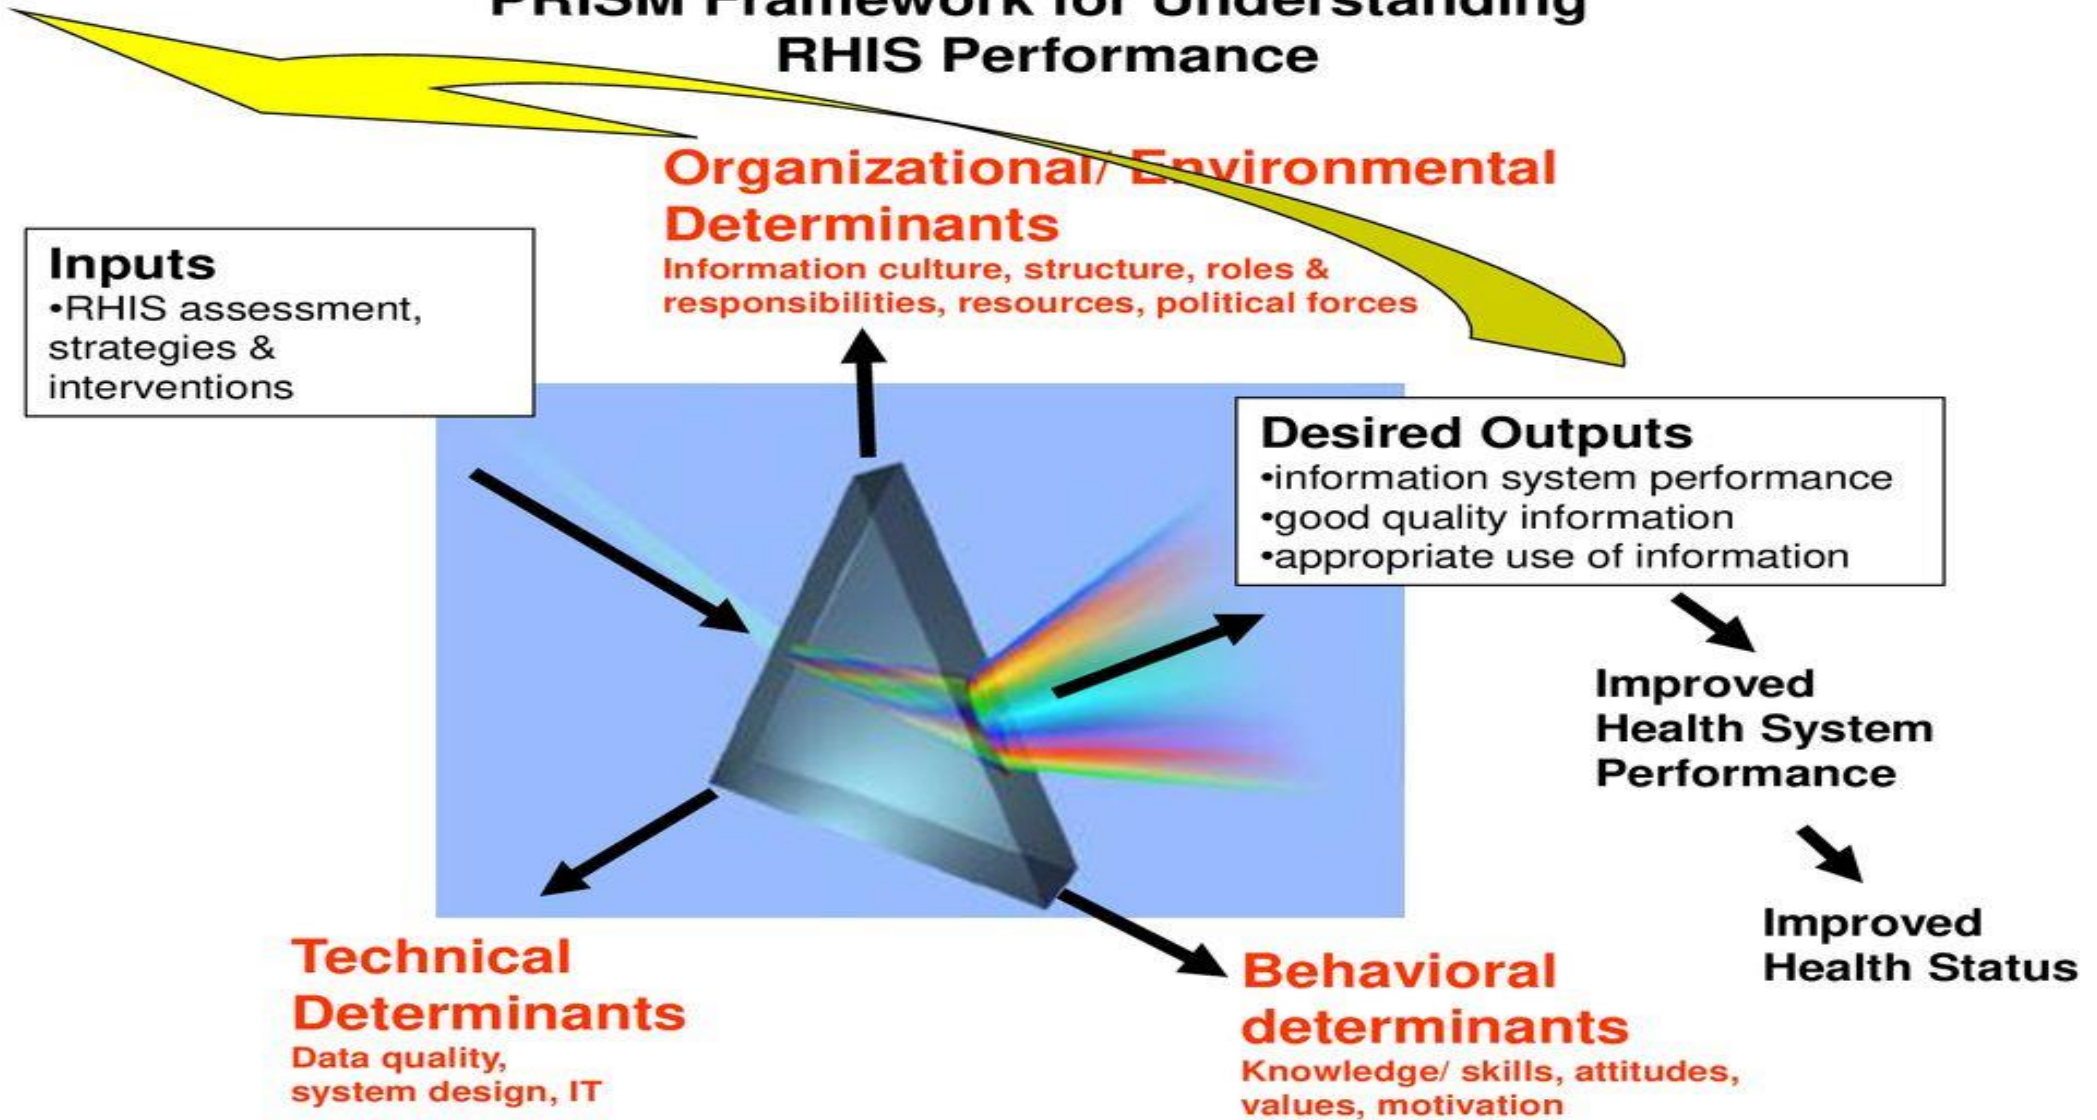 PRISM Framework for Understanding
RHIS Performance
Organizational/ Environmental
Determinants
Information culture, structure, roles &
responsibilities, resources, political forces
Inputs
•RHIS assessment,
strategies &
interventions
Desired Outputs
•information system performance
•good quality information
•appropriate use of information
Improved
Health System
Performance
Improved
Health Status
Technical
Determinants
Data quality,
system design, IT
Behavioral
determinants
Knowledge/ skills, attitudes,
values, motivation